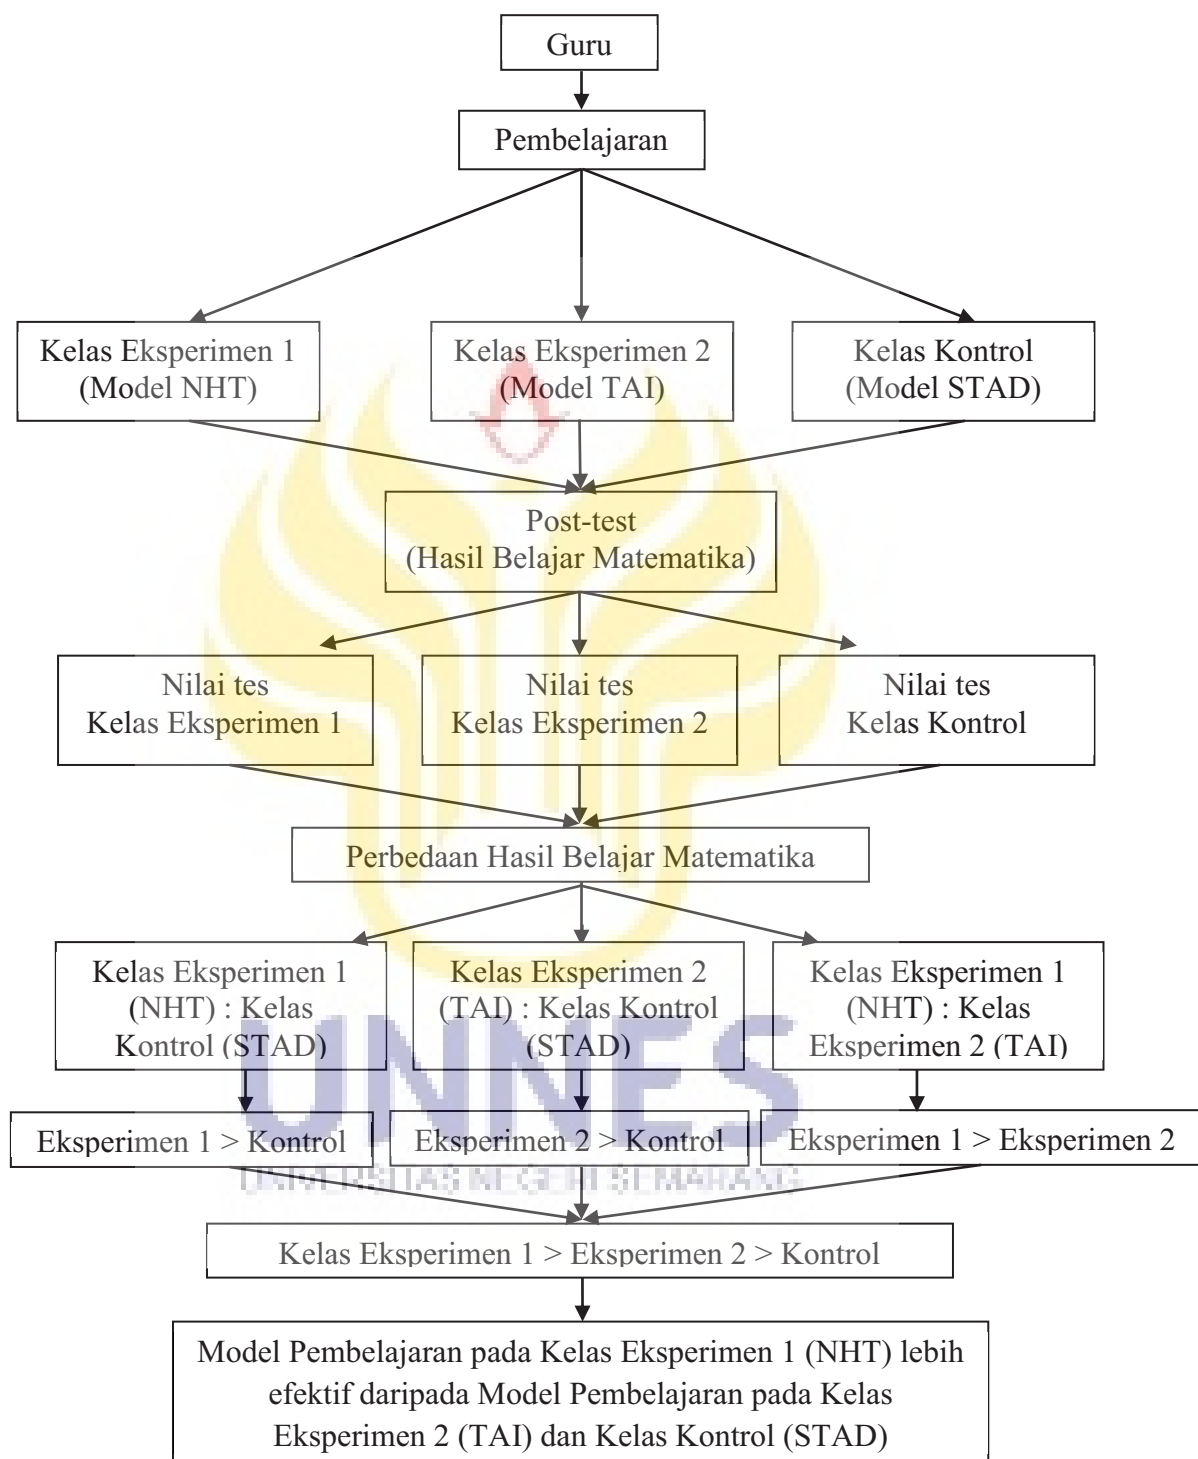 Guru
Pembelajaran
Kelas Eksperimen 1
(Model NHT)
Kelas Eksperimen 2
(Model TAI)
Kelas Kontrol
(Model STAD)
Post-test
(Hasil Belajar Matematika)
Nilai tes
Kelas Eksperimen 1
Nilai tes
Kelas Eksperimen 2
Nilai tes
Kelas Kontrol
Perbedaan Hasil Belajar Matematika
Kelas Eksperimen 1
(NHT) : Kelas
Kontrol (STAD)
Kelas Eksperimen 2
(TAI) : Kelas Kontrol
(STAD)
Kelas Eksperimen 1
(NHT) : Kelas
Eksperimen 2 (TAI)
UNNES
Eksperimen 1 > Kontrol
Eksperimen 2 > Kontrol
Eksperimen 1 > Eksperimen 2
UNIVERSITAS NEGERI SEMARANG
Kelas Eksperimen 1 > Eksperimen 2 > Kontrol
Model Pembelajaran pada Kelas Eksperimen 1 (NHT) lebih
efektif daripada Model Pembelajaran pada Kelas
Eksperimen 2 (TAI) dan Kelas Kontrol (STAD)